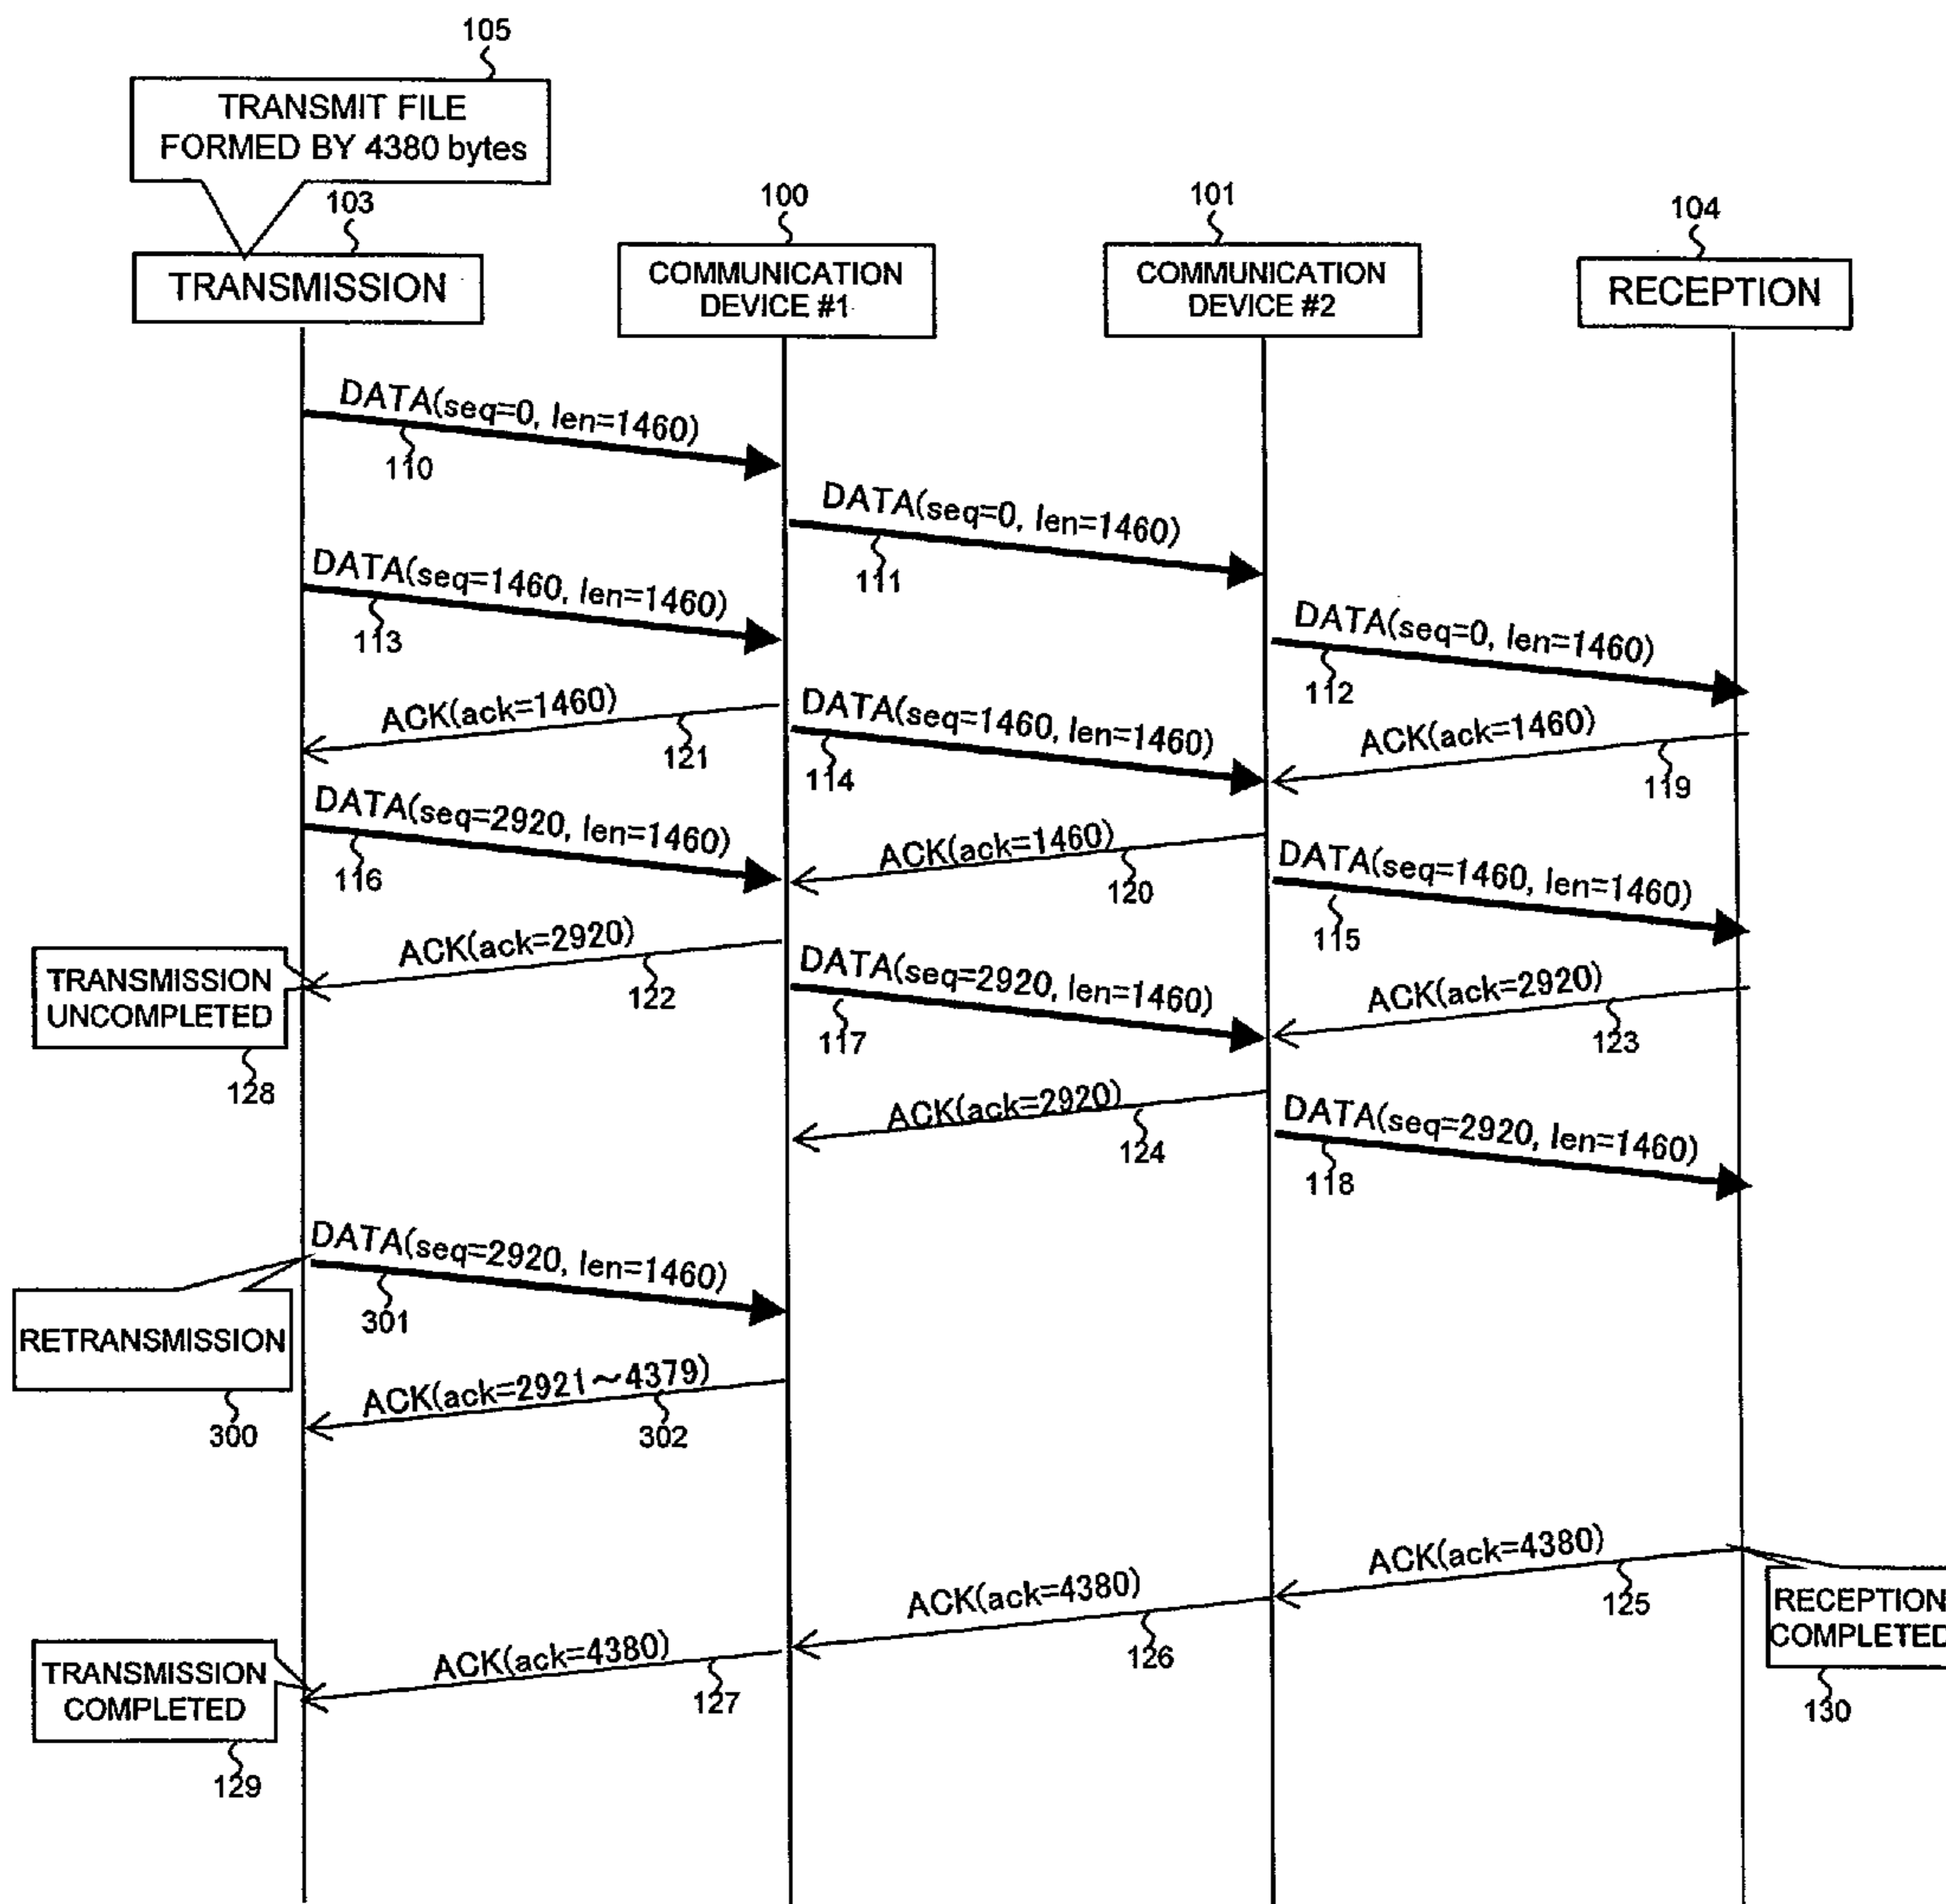 105
TRANSMIT FILE
FORMED BY 4380 bytes
103
100
101
104
TRANSMISSION
COMMUNICATION
DEVICE #1
COMMUNICATION
DEVICE #2
RECEPTION
DATA(seq=0, len=1460)
110
DATA(seq=0, len=1460)
111
DATA(seq=1460, len=1460)
113
DATA(seq=0, len=1460)
112
ACK(ack=1460)
121
DATA(seq=1460, len=1460)
114
ACK(ack=1460)
119
DATA(seq=2920, len=1460)
116
ACK(ack=1460)
120
DATA(seq=1460, len=1460)
115
ACK(ack=2920)
122
TRANSMISSION
UNCOMPLETED
128
DATA(seq=2920, len=1460)
117
ACK(ack=2920)
123
ACK(ack=2920)
124
DATA(seq=2920, len=1460)
118
DATA(seq=2920, len=1460)
301
RETRANSMISSION
300
ACK(ack=2921～4379)
302
ACK(ack=4380)
125
RECEPTION
COMPLETED
130
ACK(ack=4380)
126
ACK(ack=4380)
127
TRANSMISSION
COMPLETED
129